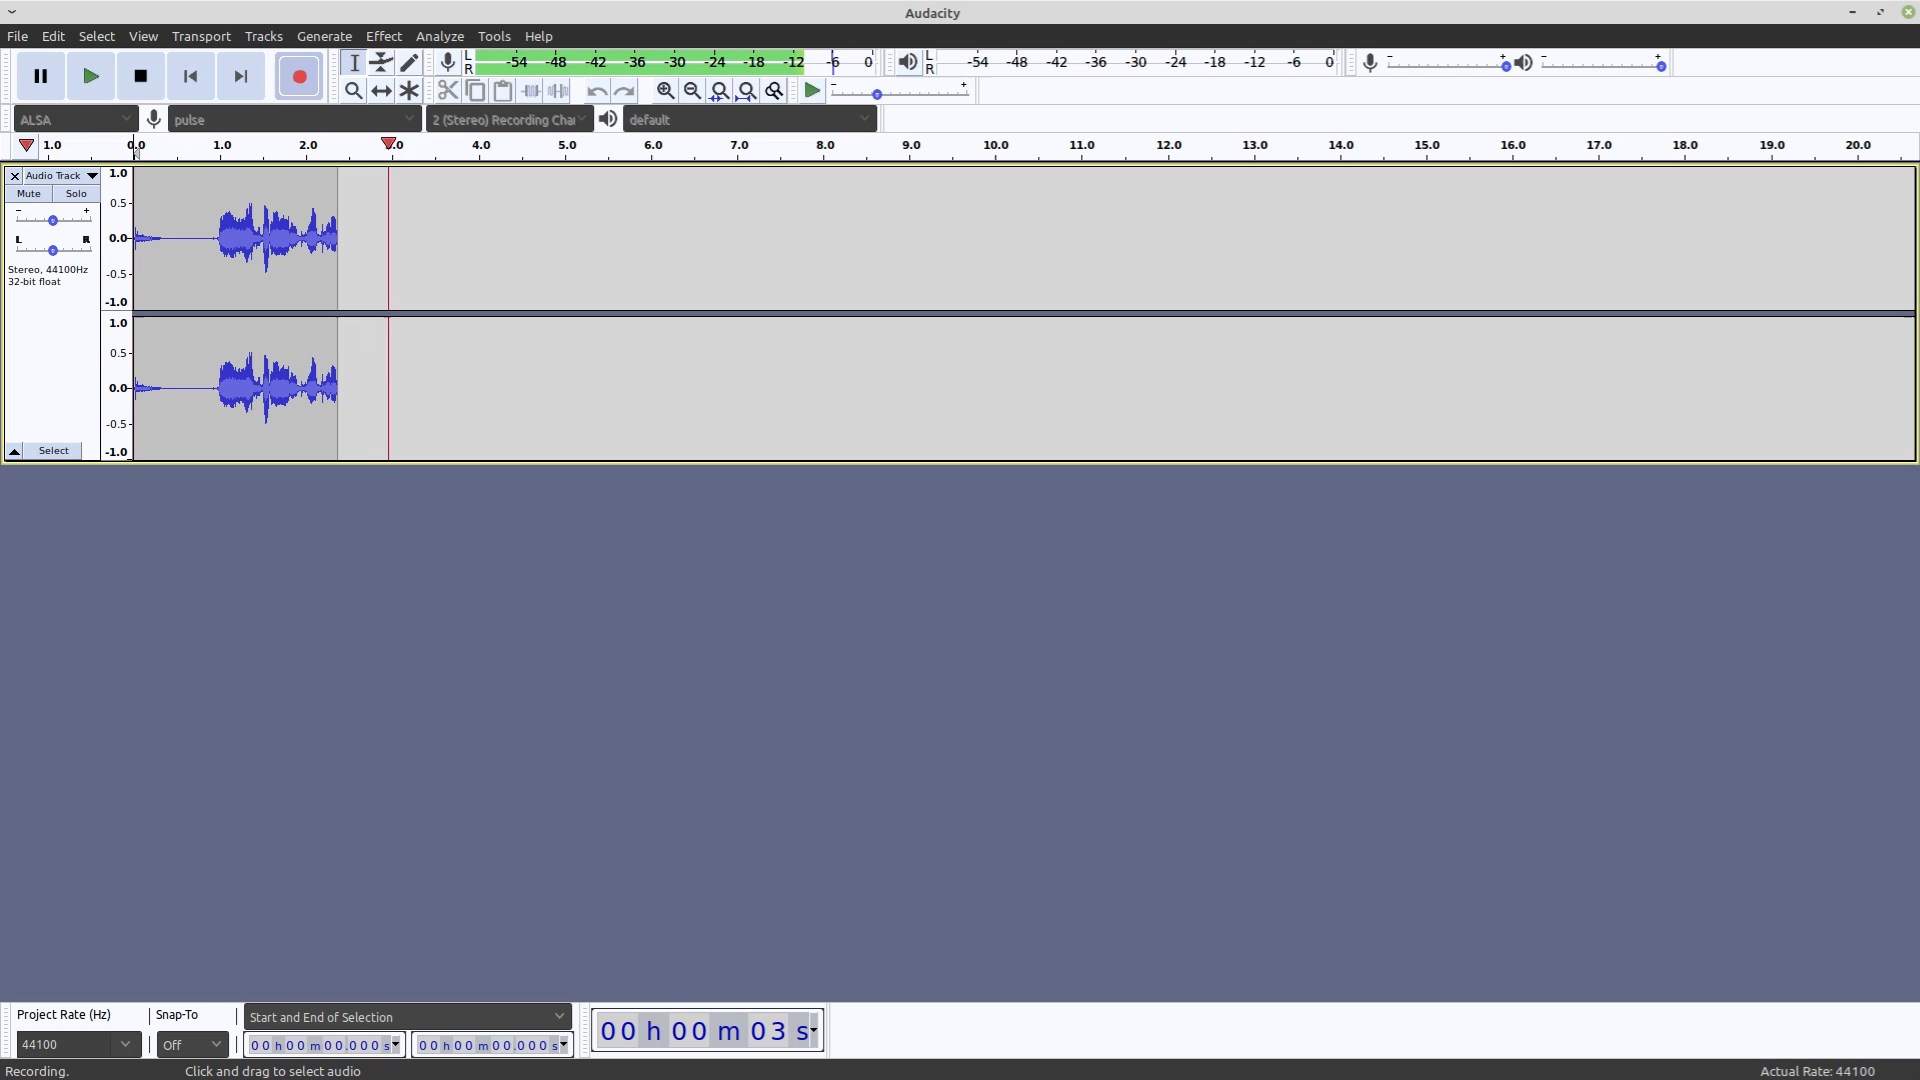 Audacity
File Edit Select View Transport Tracks Generate Effect Analyze Tools Help
L -54 -48 -42 -36 -30 -24 -18 -12 -6 0
R
L -54 -48 -42 -36 -30 -24 -18 -12 -6 0
R
- +
- +
- +
ALSA pulse 2 (Stereo) Recording Cha default
1.0 0.0 1.0 2.0 3.0 4.0 5.0 6.0 7.0 8.0 9.0 10.0 11.0 12.0 13.0 14.0 15.0 16.0 17.0 18.0 19.0 20.0
Audio Track
Mute Solo
- +
L R
Stereo, 44100Hz
32-bit float
Select
1.0
0.5
0.0
-0.5
-1.0
1.0
0.5
0.0
-0.5
-1.0
Project Rate (Hz) Snap-To Start and End of Selection
44100 Off 00 h 00 m 00.000 s 00 h 00 m 00.000 s
00 h 00 m 03 s
Recording. Click and drag to select audio Actual Rate: 44100